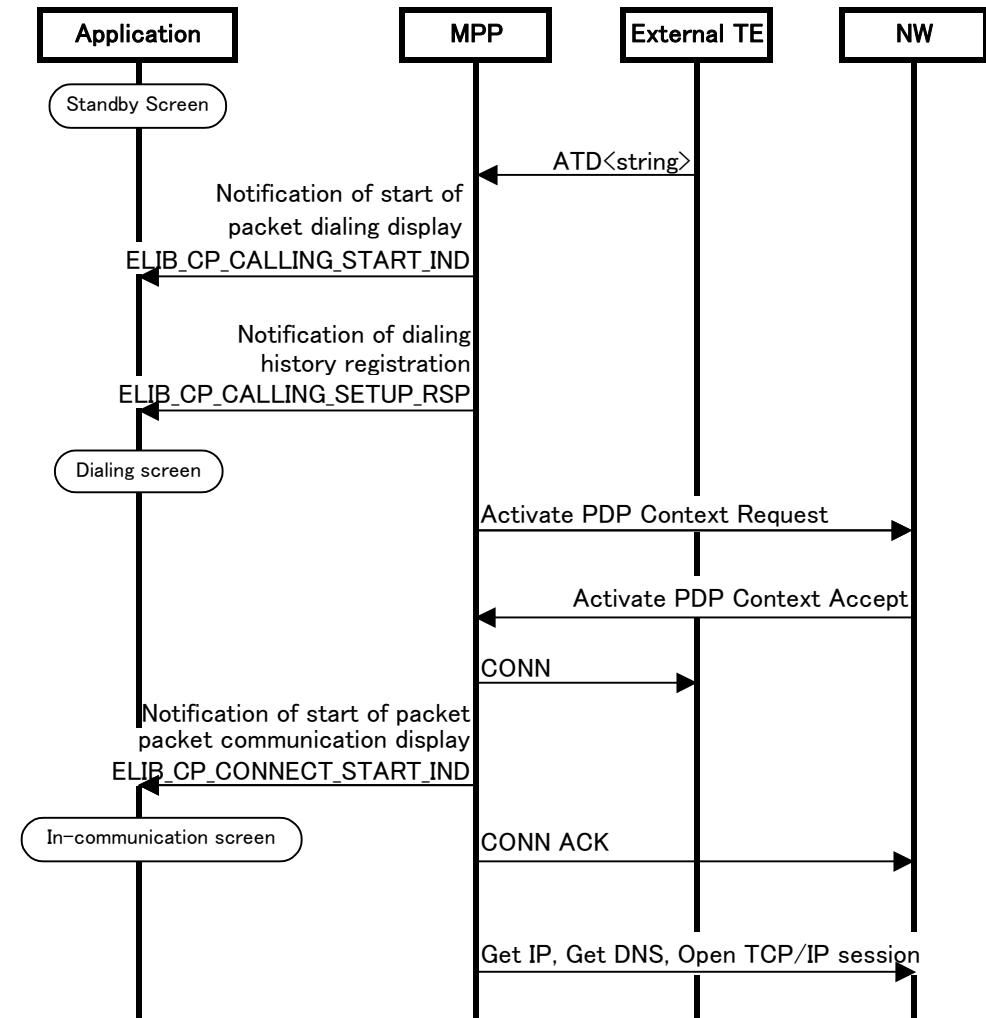 Application
MPP
External TE
NW
Standby Screen
ATD<string>
Notification of start of
packet dialing display
ELIB_CP_CALLING_START_IND
Notification of dialing
history registration
ELIB_CP_CALLING_SETUP_RSP
Dialing screen
Activate PDP Context Request
Activate PDP Context Accept
CONN
Notification of start of packet
packet communication display
ELIB_CP_CONNECT_START_IND
In-communication screen
CONN ACK
Get IP, Get DNS, Open TCP/IP session